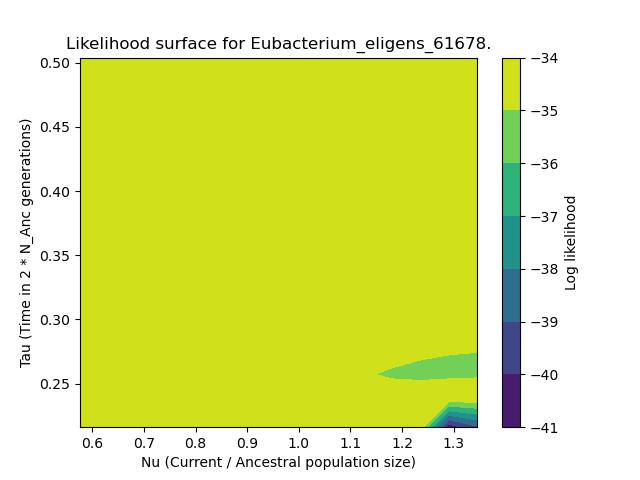 Likelihood surface for Eubacterium_eligens_61678.
0.50
0.45
0.40
0.35
0.30
0.25
Tau (Time in 2 * N_Anc generations)
0.6 0.7 0.8 0.9 1.0 1.1 1.2 1.3
Nu (Current / Ancestral population size)
−34
−35
−36
−37
−38
−39
−40
−41
Log likelihood